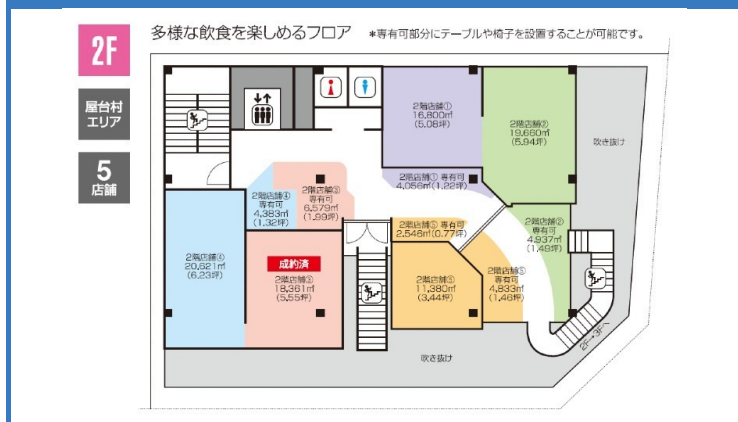 2F
多様な飲食を楽しめるフロア ＊専有可部分にテーブルや椅子を設置することが可能です。
屋台村
エリア
5
店舗
2階店舗①
16,800㎡
(5.08坪)
2階店舗②
19,660㎡
(5.94坪)
吹き抜け
2階店舗① 専有可
4,056㎡(1.22坪)
2階店舗④
専有可
4,383㎡
(1.32坪)
2階店舗③
専有可
6,579㎡
(1.99坪)
2階店舗⑤ 専有可
2,546㎡(0.77坪)
2階店舗②
専有可
4,937㎡
(1.49坪)
2階店舗④
20,621㎡
(6.23坪)
成約済
2階店舗③
18,361㎡
(5.55坪)
2階店舗⑤
11,380㎡
(3.44坪)
2階店舗⑤
専有可
4,833㎡
(1.46坪)
2F→3Fへ
吹き抜け